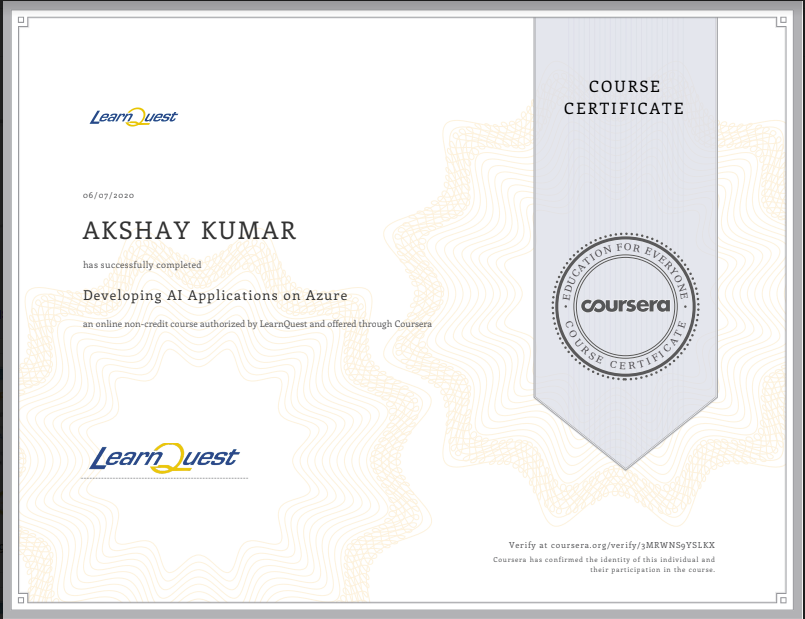 LearnQuest
06/07/2020
AKSHAY KUMAR
has successfully completed
Developing AI Applications on Azure
an online non-credit course authorized by LearnQuest and offered through Coursera
LearnQuest
COURSE
CERTIFICATE
EDUCATION FOR EVERYONE
coursera
COURSE CERTIFICATE
Verify at coursera.org/verify/3MRWNS9YSLKX
Coursera has confirmed the identity of this individual and
their participation in the course.